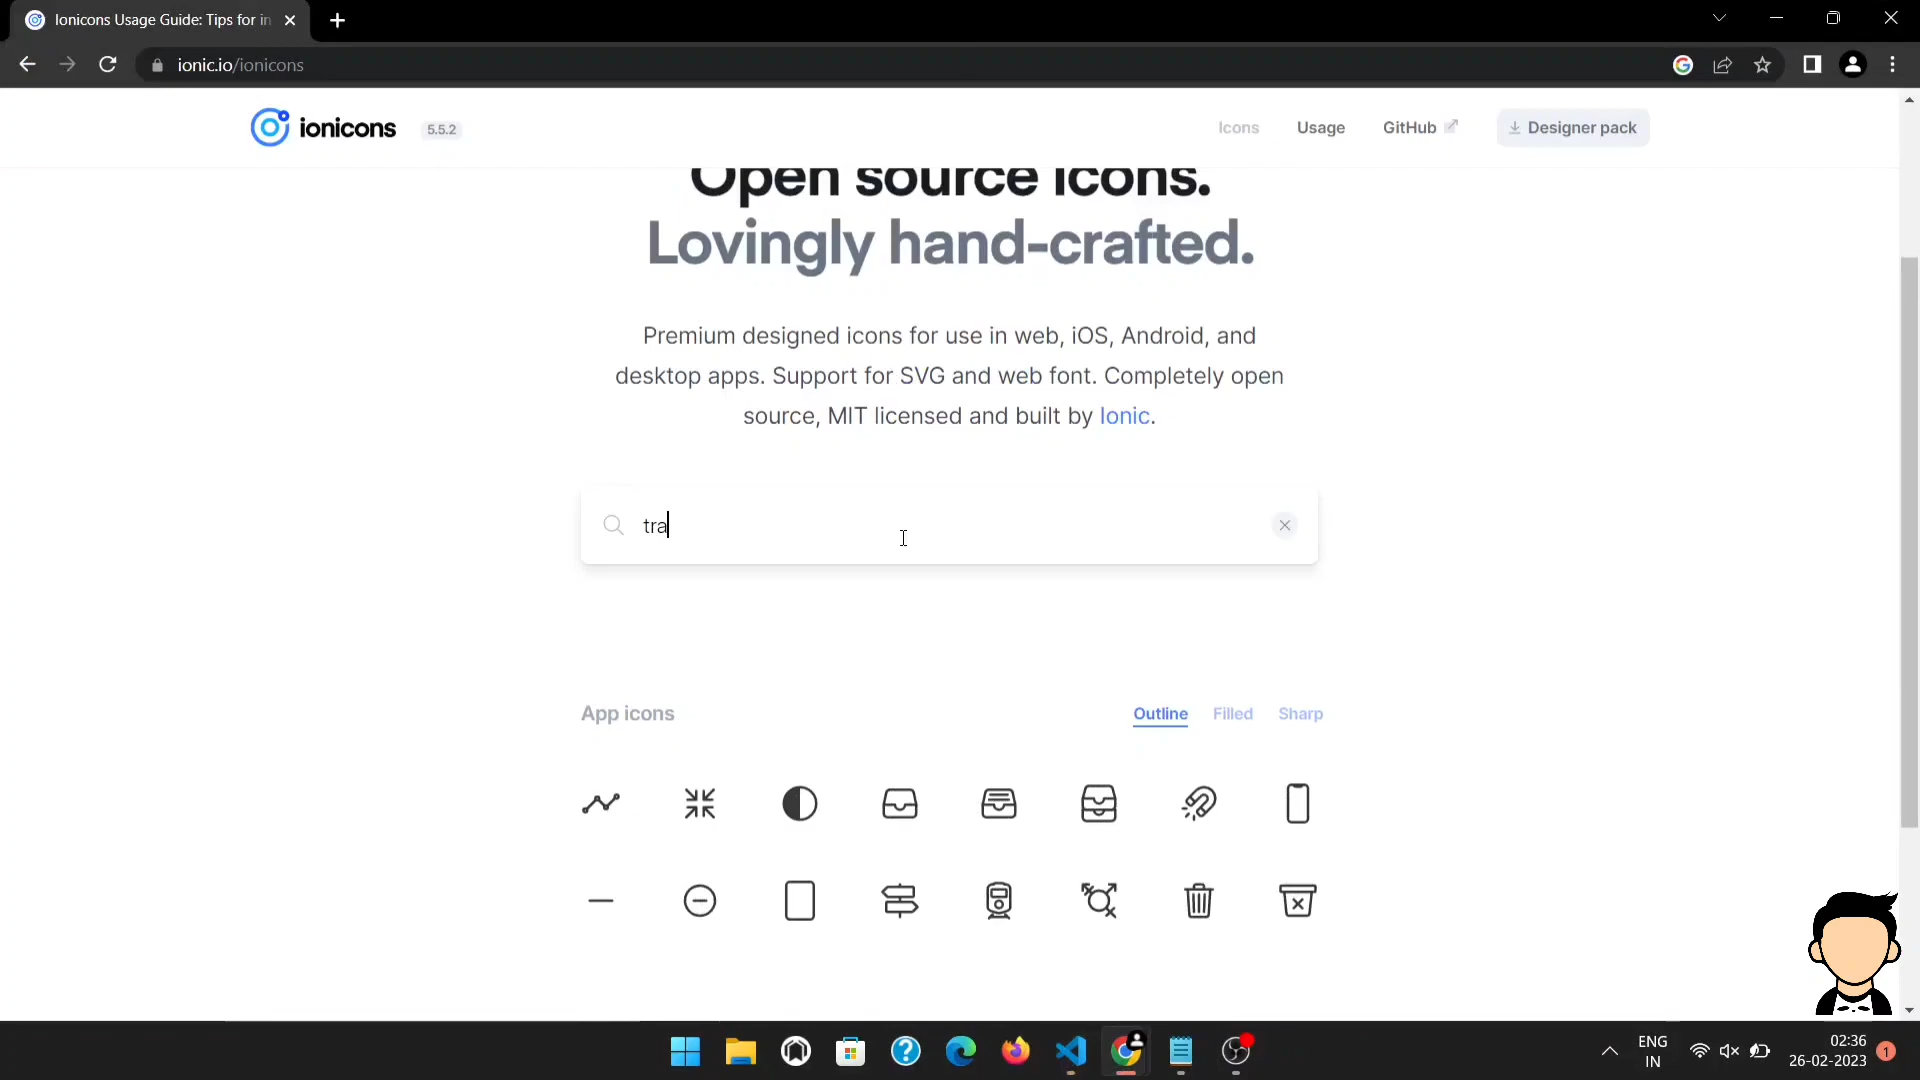 Ionicons Usage Guide: Tips for in
ionic.io/ionicons
ionicons 5.5.2
Icons Usage GitHub Designer pack
Open source icons.
Lovingly hand-crafted.
Premium designed icons for use in web, iOS, Android, and
desktop apps. Support for SVG and web font. Completely open
source, MIT licensed and built by Ionic.
tra
App icons Outline Filled Sharp
ENG 02:36
IN 26-02-2023 1